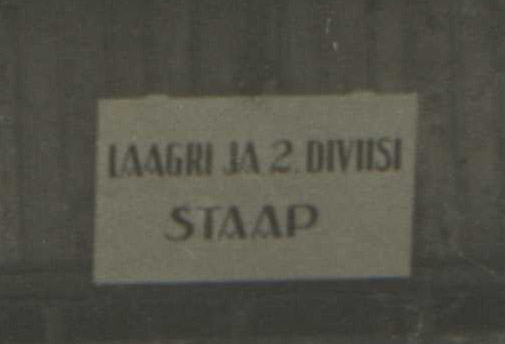 LAAGRI JA 2. DIVIISI
STAAP